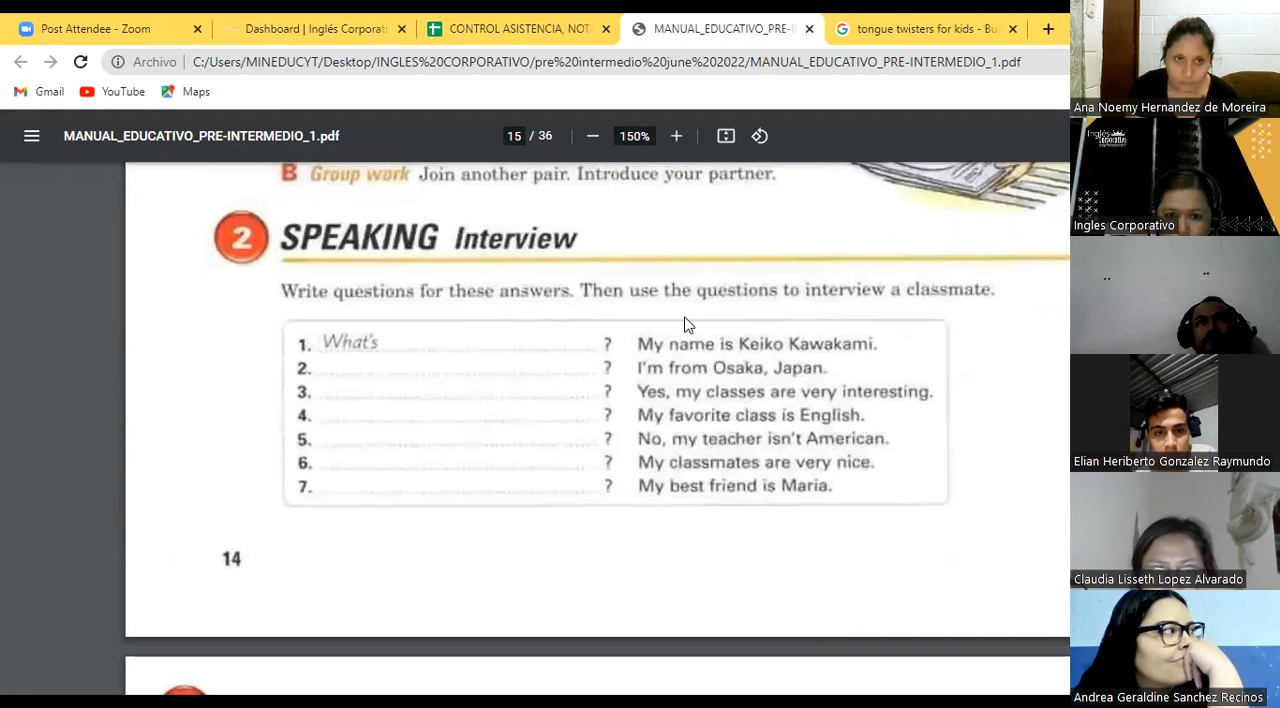 Post Attendee - Zoom
Dashboard | Inglés Corporati
CONTROL ASISTENCIA, NOTA
MANUAL_EDUCATIVO_PRE-I
tongue twisters for kids - Bus
Archivo
C:/Users/MINEDUCYT/Desktop/INGLES%20CORPORATIVO/pre%20intermedio%20june%202022/MANUAL_EDUCATIVO_PRE-INTERMEDIO_1.pdf
Gmail
YouTube
Maps
MANUAL_EDUCATIVO_PRE-INTERMEDIO_1.pdf
15 / 36
150%
B Group work Join another pair. Introduce your partner.
2 SPEAKING Interview
Write questions for these answers. Then use the questions to interview a classmate.
1. What's ? My name is Keiko Kawakami.
2. ? I'm from Osaka, Japan.
3. ? Yes, my classes are very interesting.
4. ? My favorite class is English.
5. ? No, my teacher isn't American.
6. ? My classmates are very nice.
7. ? My best friend is Maria.
14
Ana Noemy Hernandez de Moreira
Inglés
Corporativo
Ingles Corporativo
Elian Heriberto Gonzalez Raymundo
Claudia Lisseth Lopez Alvarado
Andrea Geraldine Sanchez Recinos